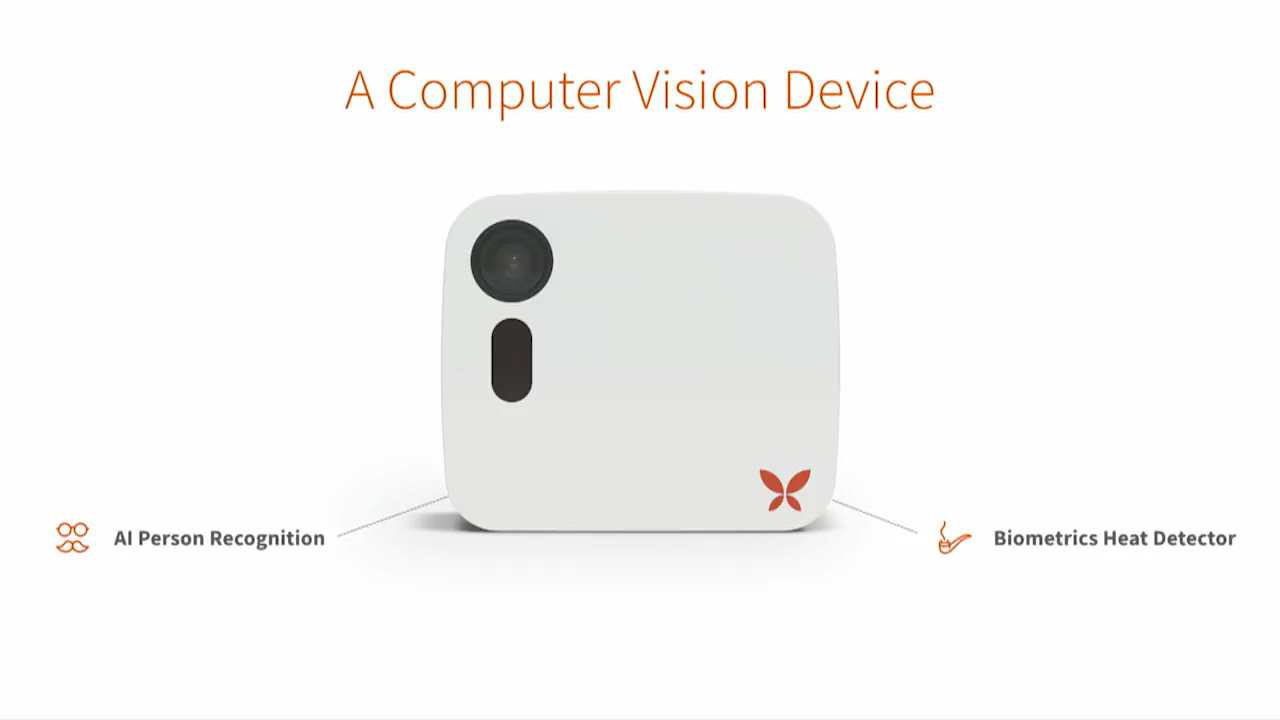 A Computer Vision Device
AI Person Recognition
Biometrics Heat Detector